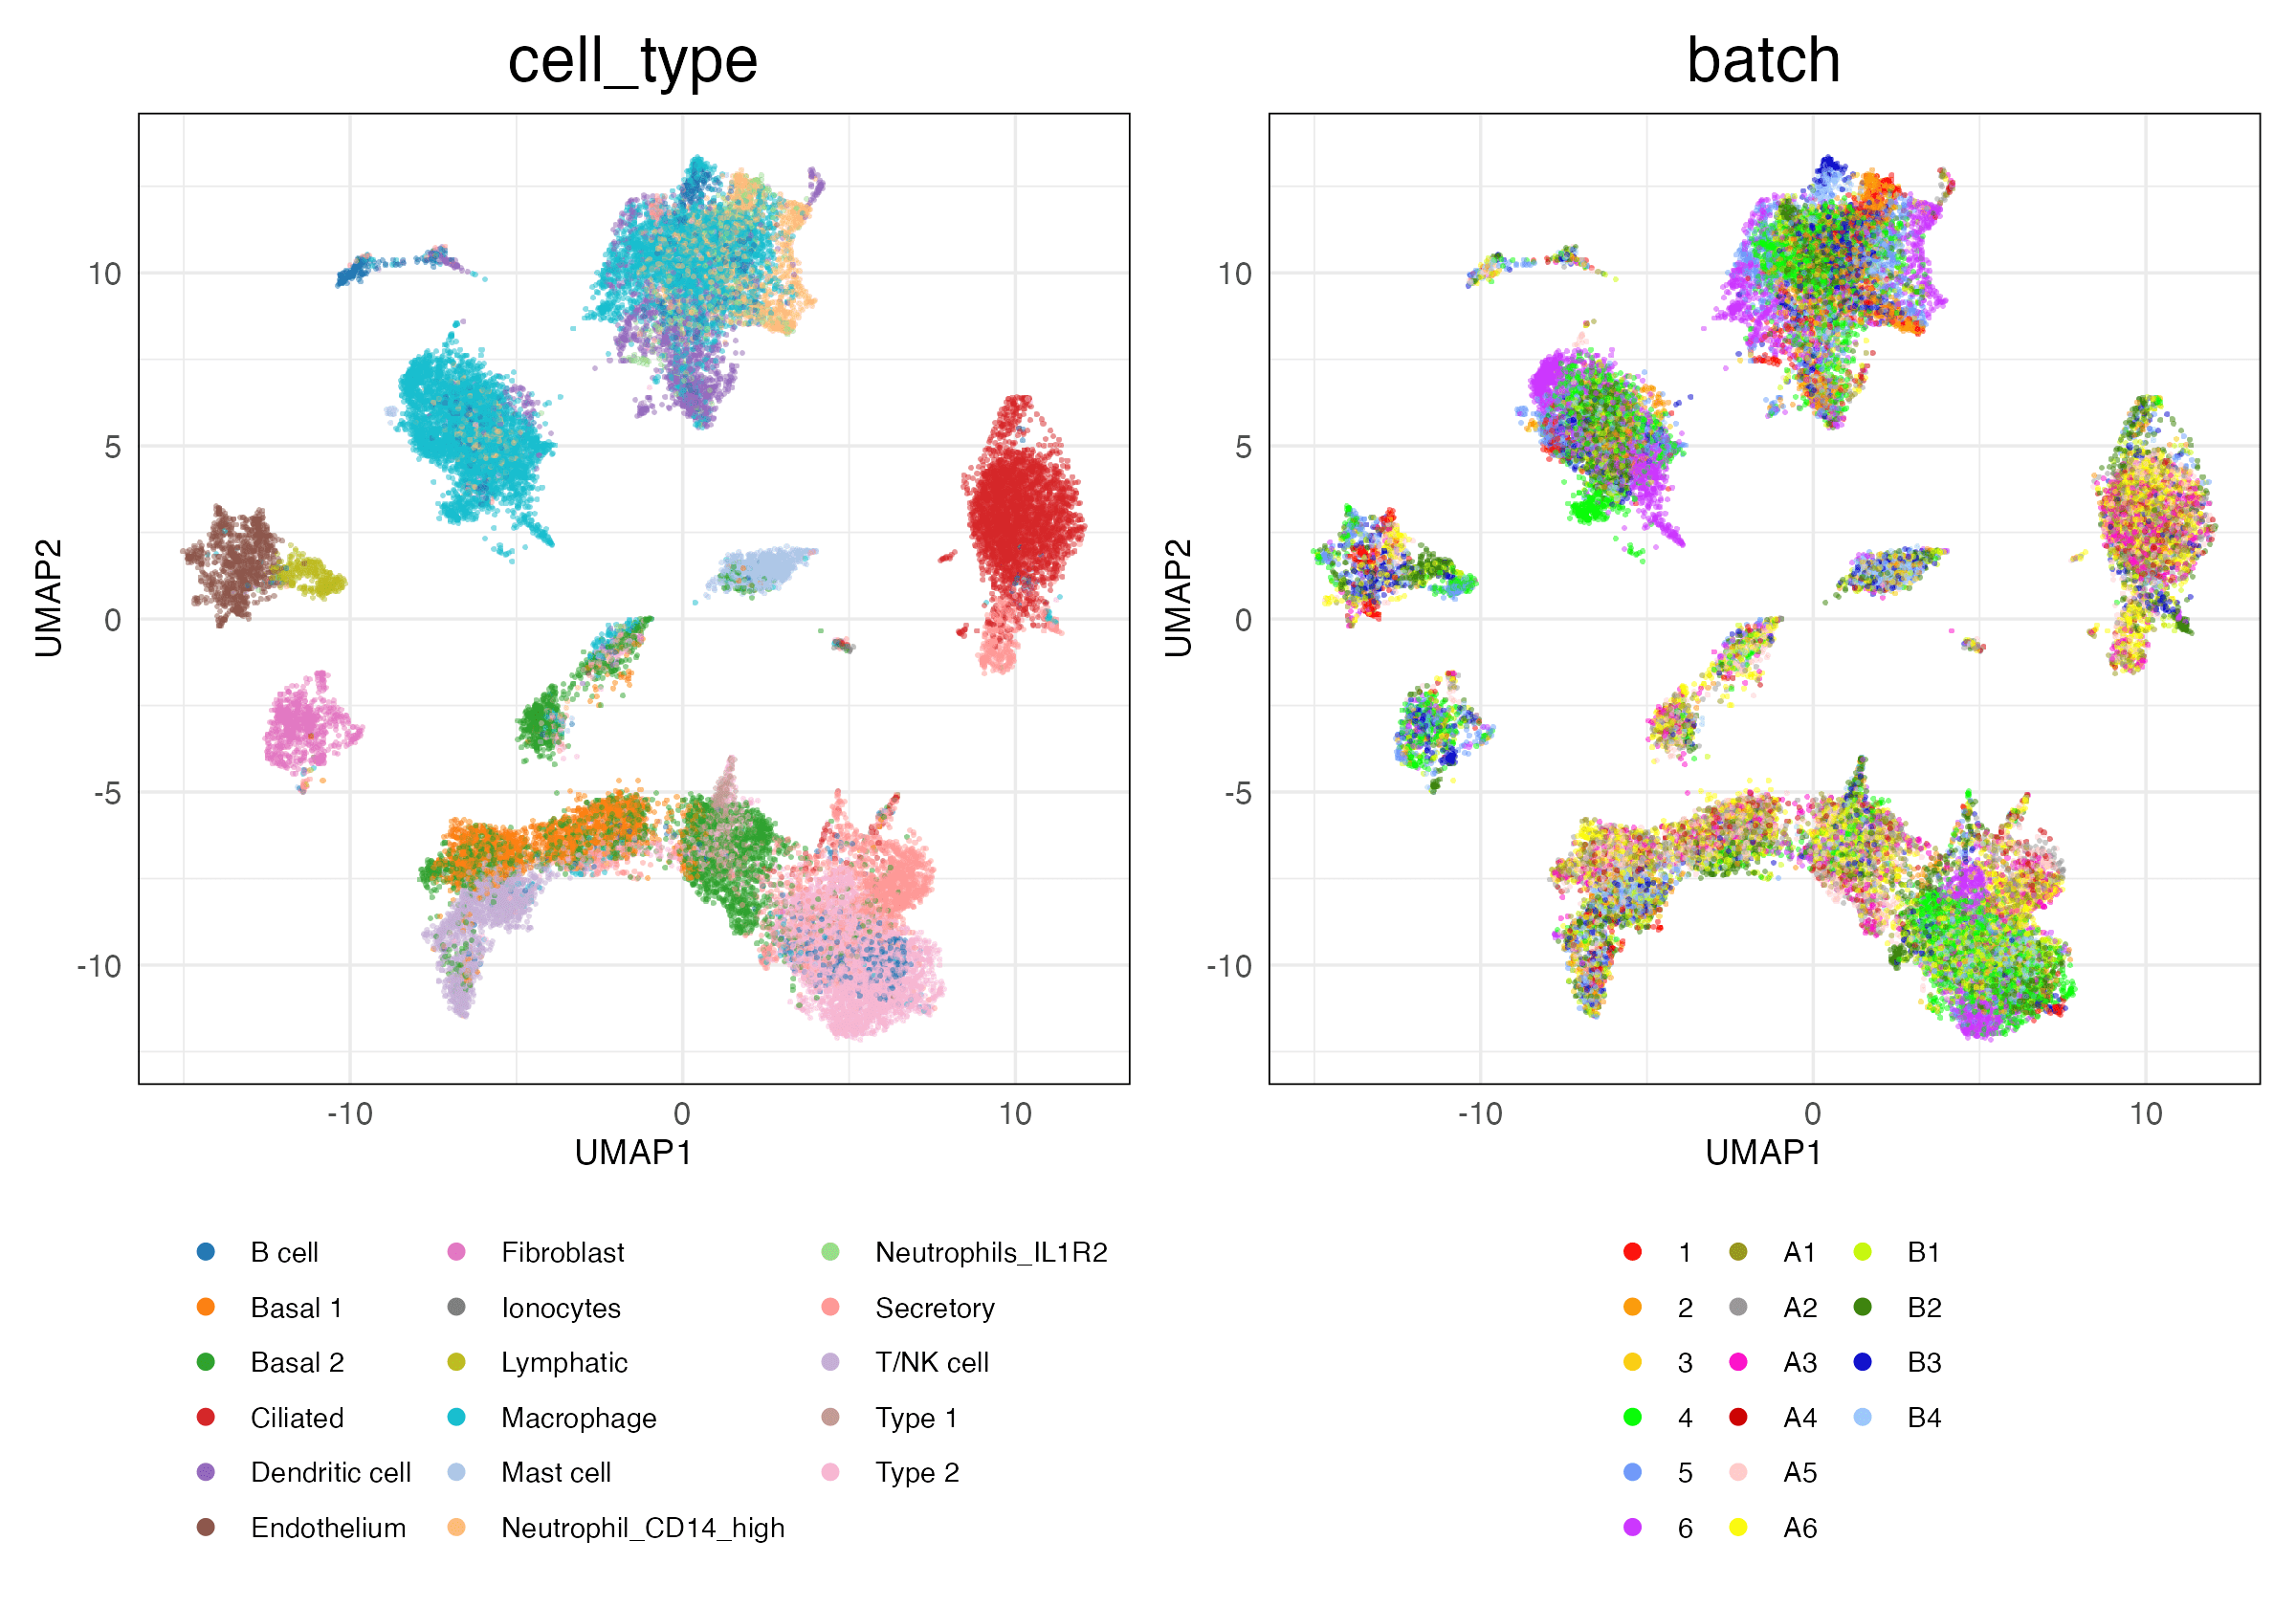 cell_type
batch
10
5
0
-5
-10
UMAP2
-10 0 10
UMAP1
10
5
0
-5
-10
UMAP2
-10 0 10
UMAP1
B cell Fibroblast Neutrophils_IL1R2
Basal 1 Ionocytes Secretory
Basal 2 Lymphatic T/NK cell
Ciliated Macrophage Type 1
Dendritic cell Mast cell Type 2
Endothelium Neutrophil_CD14_high
1 A1 B1
2 A2 B2
3 A3 B3
4 A4 B4
5 A5
6 A6